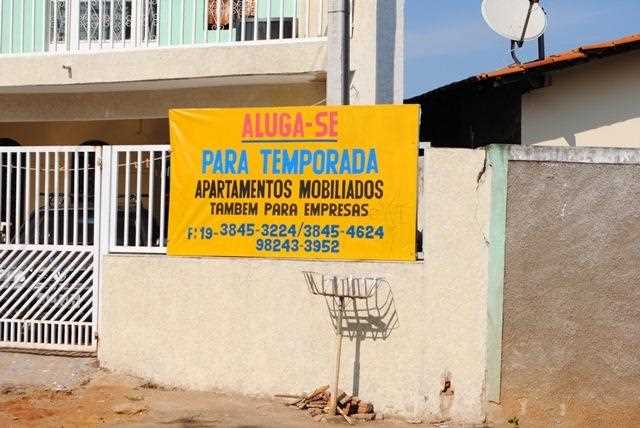 ALUGA-SE
PARA TEMPORADA
APARTAMENTOS MOBILIADOS
TAMBEM PARA EMPRESAS
F:19-3845-3224/3845-4624
98243-3952